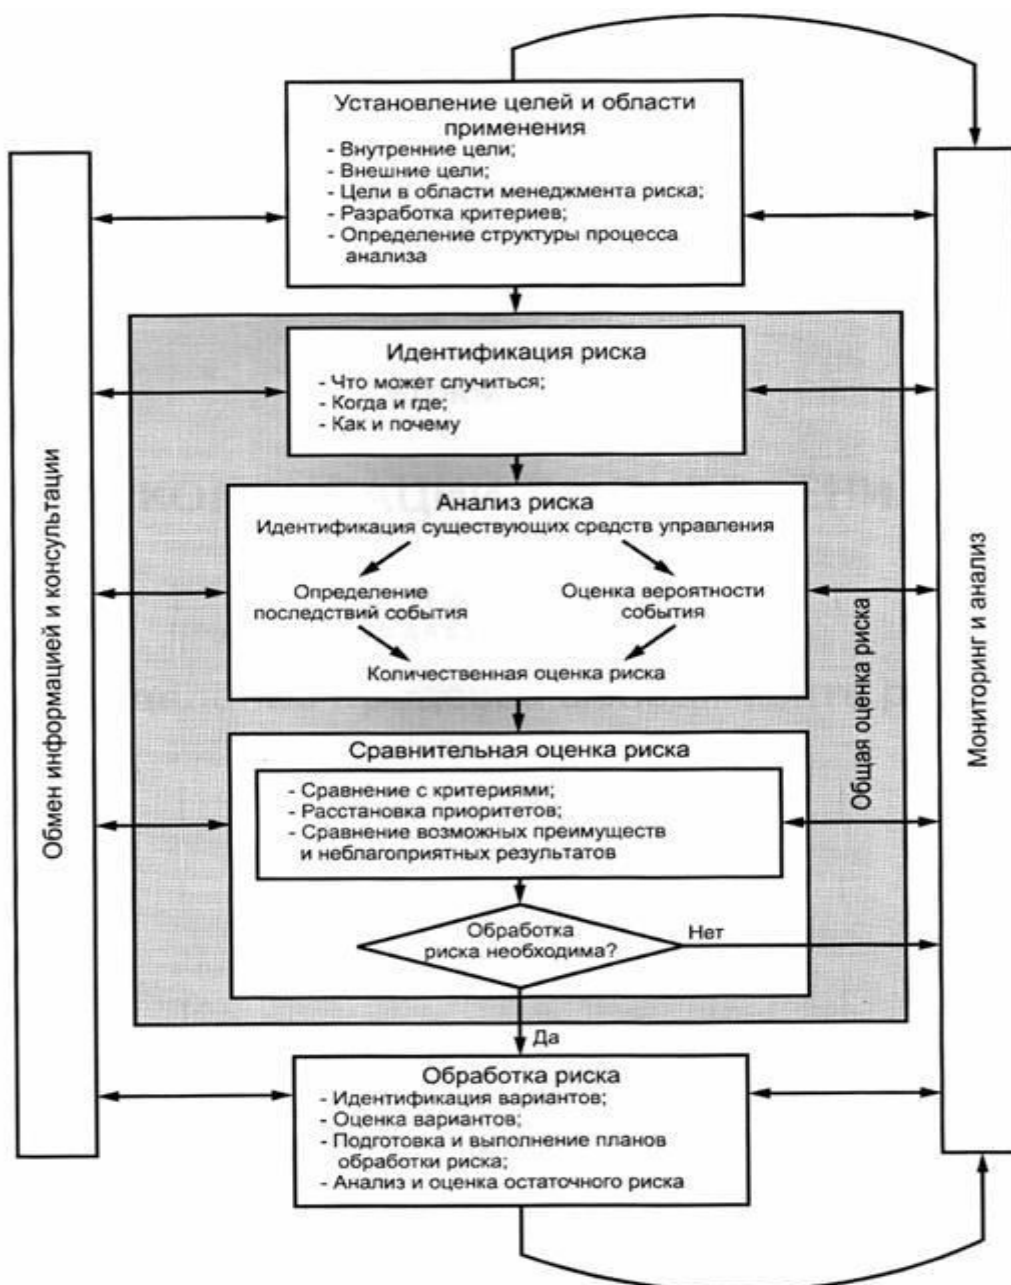 Установление целей и области
применения
- Внутренние цели;
- Внешние цели;
- Цели в области менеджмента риска;
- Разработка критериев;
- Определение структуры процесса
анализа
Обмен информацией и консультации
Идентификация риска
- Что может случиться;
- Когда и где;
- Как и почему
Анализ риска
Идентификация существующих средств управления
Определение
последствий события
Оценка вероятности
события
Количественная оценка риска
Сравнительная оценка риска
- Сравнение с критериями;
- Расстановка приоритетов;
- Сравнение возможных преимуществ
и неблагоприятных результатов
Обработка
риска необходима?
Нет
Да
Общая оценка риска
Мониторинг и анализ
Обработка риска
- Идентификация вариантов;
- Оценка вариантов;
- Подготовка и выполнение планов
обработки риска;
- Анализ и оценка остаточного риска